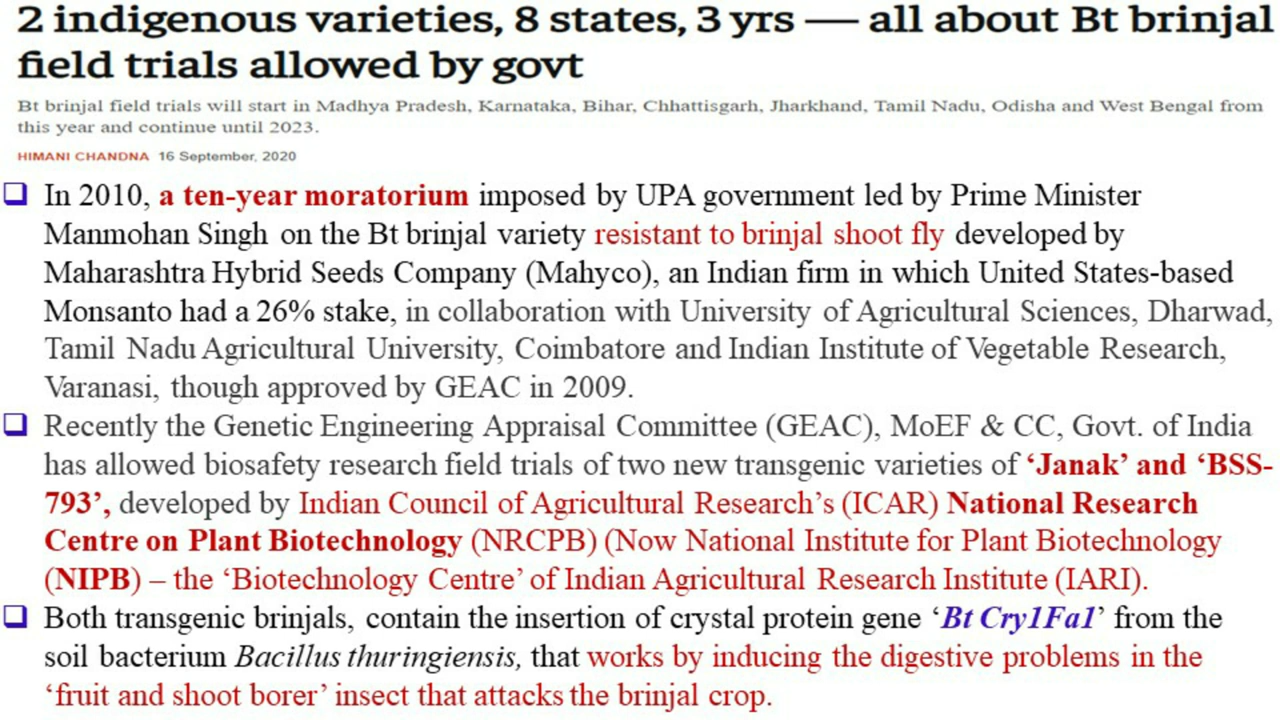 2 indigenous varieties, 8 states, 3 yrs — all about Bt brinjal
field trials allowed by govt
Bt brinjal field trials will start in Madhya Pradesh, Karnataka, Bihar, Chhattisgarh, Jharkhand, Tamil Nadu, Odisha and West Bengal from
this year and continue until 2023.
HIMANI CHANDNA 16 September, 2020
❑ In 2010, a ten-year moratorium imposed by UPA government led by Prime Minister
Manmohan Singh on the Bt brinjal variety resistant to brinjal shoot fly developed by
Maharashtra Hybrid Seeds Company (Mahyco), an Indian firm in which United States-based
Monsanto had a 26% stake, in collaboration with University of Agricultural Sciences, Dharwad,
Tamil Nadu Agricultural University, Coimbatore and Indian Institute of Vegetable Research,
Varanasi, though approved by GEAC in 2009.
❑ Recently the Genetic Engineering Appraisal Committee (GEAC), MoEF & CC, Govt. of India
has allowed biosafety research field trials of two new transgenic varieties of ‘Janak’ and ‘BSS-
793’, developed by Indian Council of Agricultural Research’s (ICAR) National Research
Centre on Plant Biotechnology (NRCPB) (Now National Institute for Plant Biotechnology
(NIPB) – the ‘Biotechnology Centre’ of Indian Agricultural Research Institute (IARI).
❑ Both transgenic brinjals, contain the insertion of crystal protein gene ‘Bt Cry1Fa1’ from the
soil bacterium Bacillus thuringiensis, that works by inducing the digestive problems in the
‘fruit and shoot borer’ insect that attacks the brinjal crop.